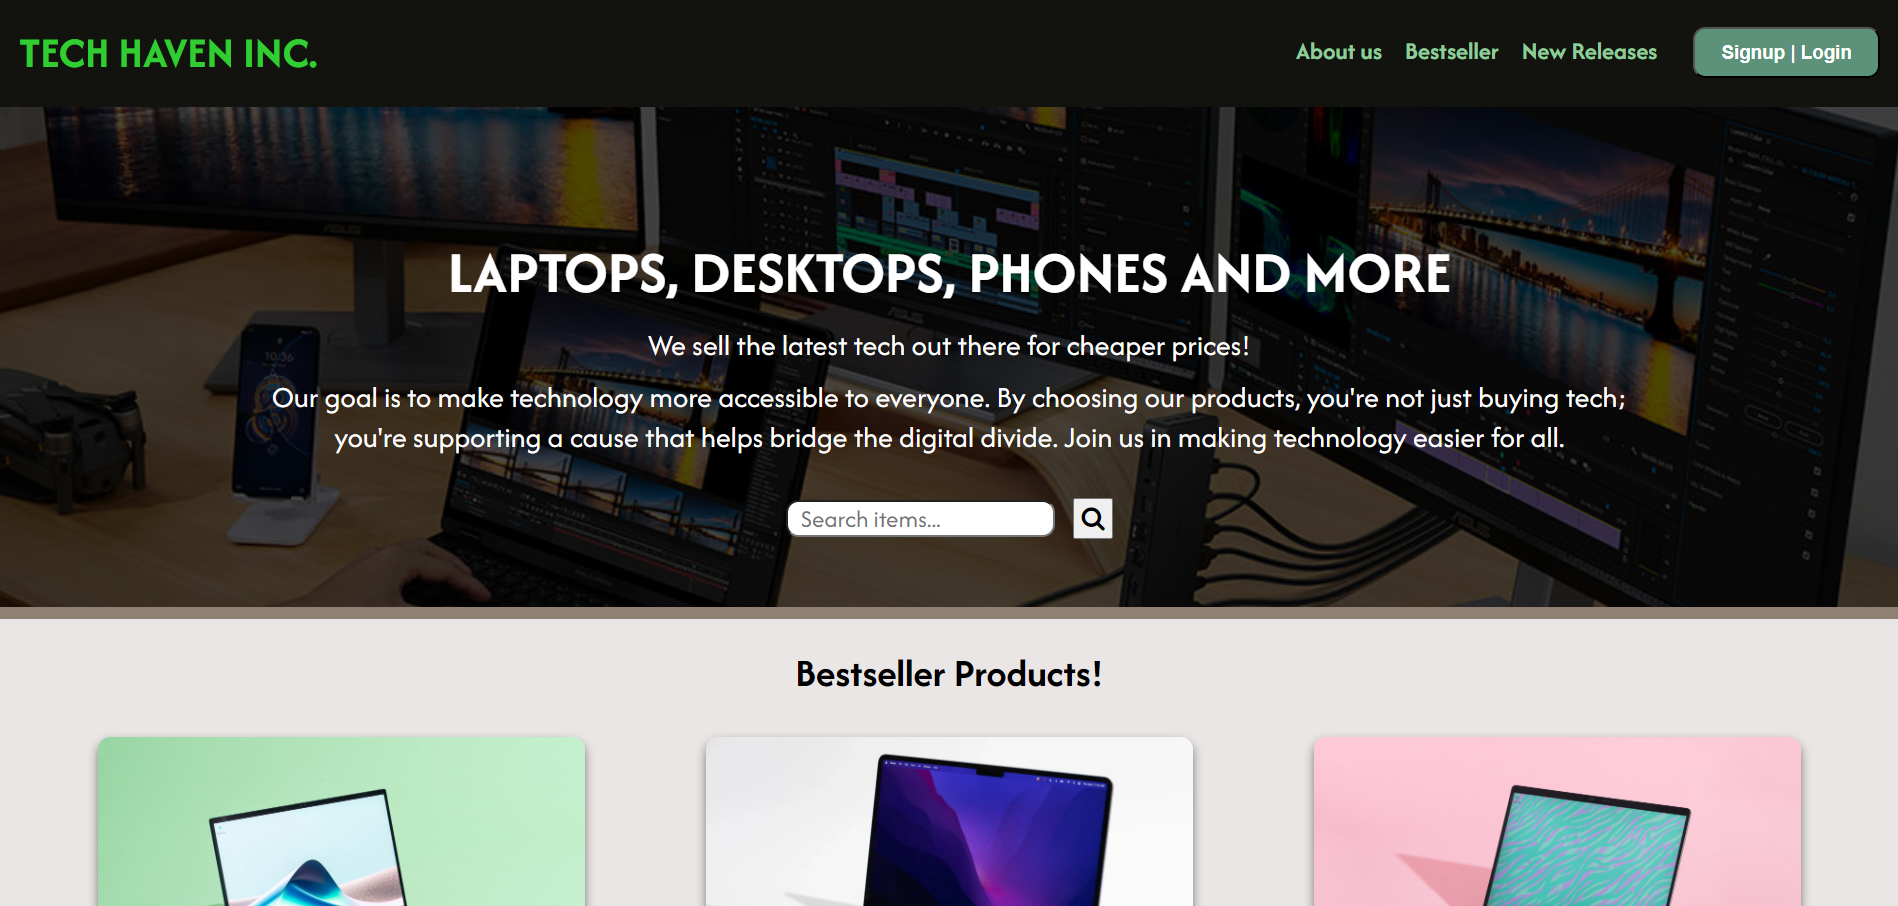 TECH HAVEN INC.
About us
Bestseller
New Releases
Signup | Login
LAPTOPS, DESKTOPS, PHONES AND MORE
We sell the latest tech out there for cheaper prices!
Our goal is to make technology more accessible to everyone. By choosing our products, you're not just buying tech;
you're supporting a cause that helps bridge the digital divide. Join us in making technology easier for all.
10:36
Search items...
Bestseller Products!